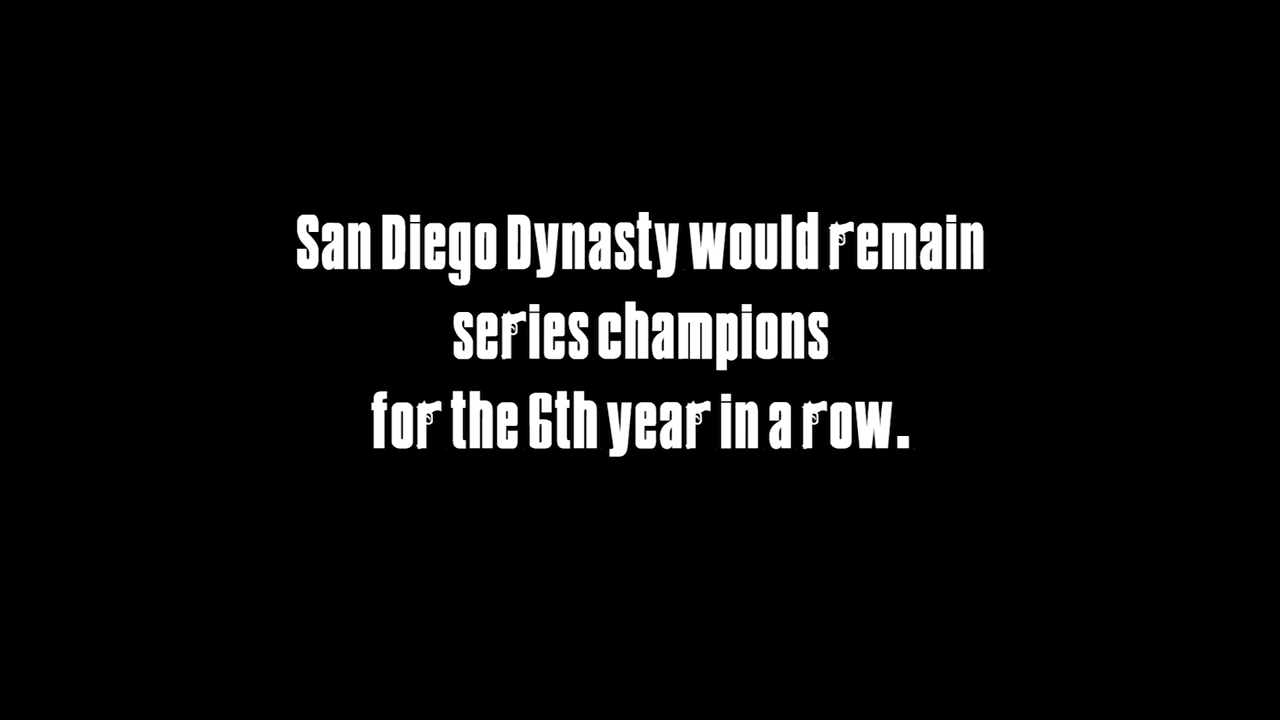 San Diego Dynasty would remain
series champions
for the 6th year in a row.